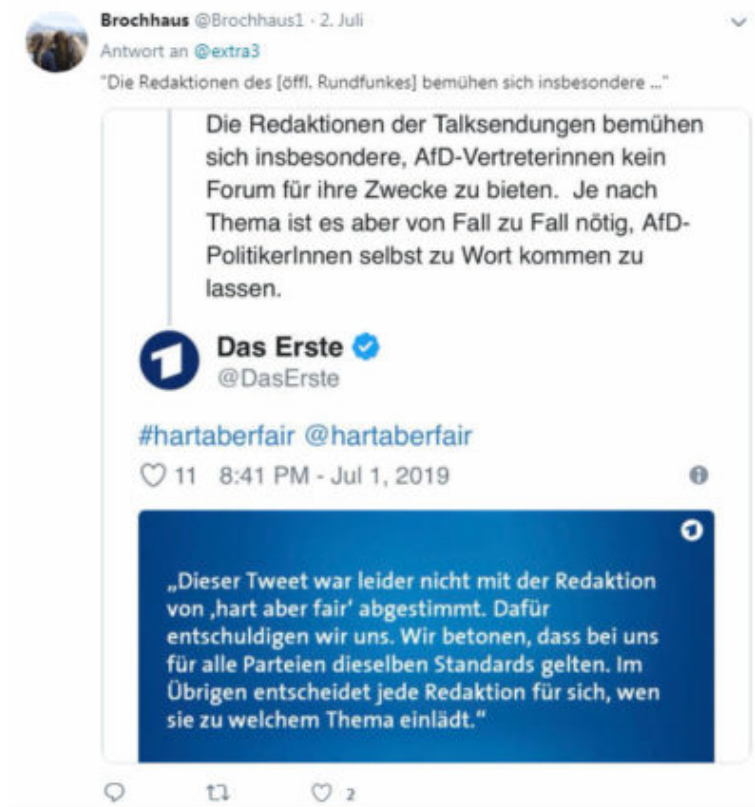 Brochhaus @Brochhaus1 · 2. Juli
Antwort an @extra3
"Die Redaktionen des [öffl. Rundfunkes] bemühen sich insbesondere ..."
Die Redaktionen der Talksendungen bemühen
sich insbesondere, AfD-Vertreterinnen kein
Forum für ihre Zwecke zu bieten. Je nach
Thema ist es aber von Fall zu Fall nötig, AfD-
PolitikerInnen selbst zu Wort kommen zu
lassen.
Das Erste
@DasErste
#hartaberfair @hartaberfair
11 8:41 PM - Jul 1, 2019
„Dieser Tweet war leider nicht mit der Redaktion
von ‚hart aber fair' abgestimmt. Dafür
entschuldigen wir uns. Wir betonen, dass bei uns
für alle Parteien dieselben Standards gelten. Im
Übrigen entscheidet jede Redaktion für sich, wen
sie zu welchem Thema einlädt.“
2